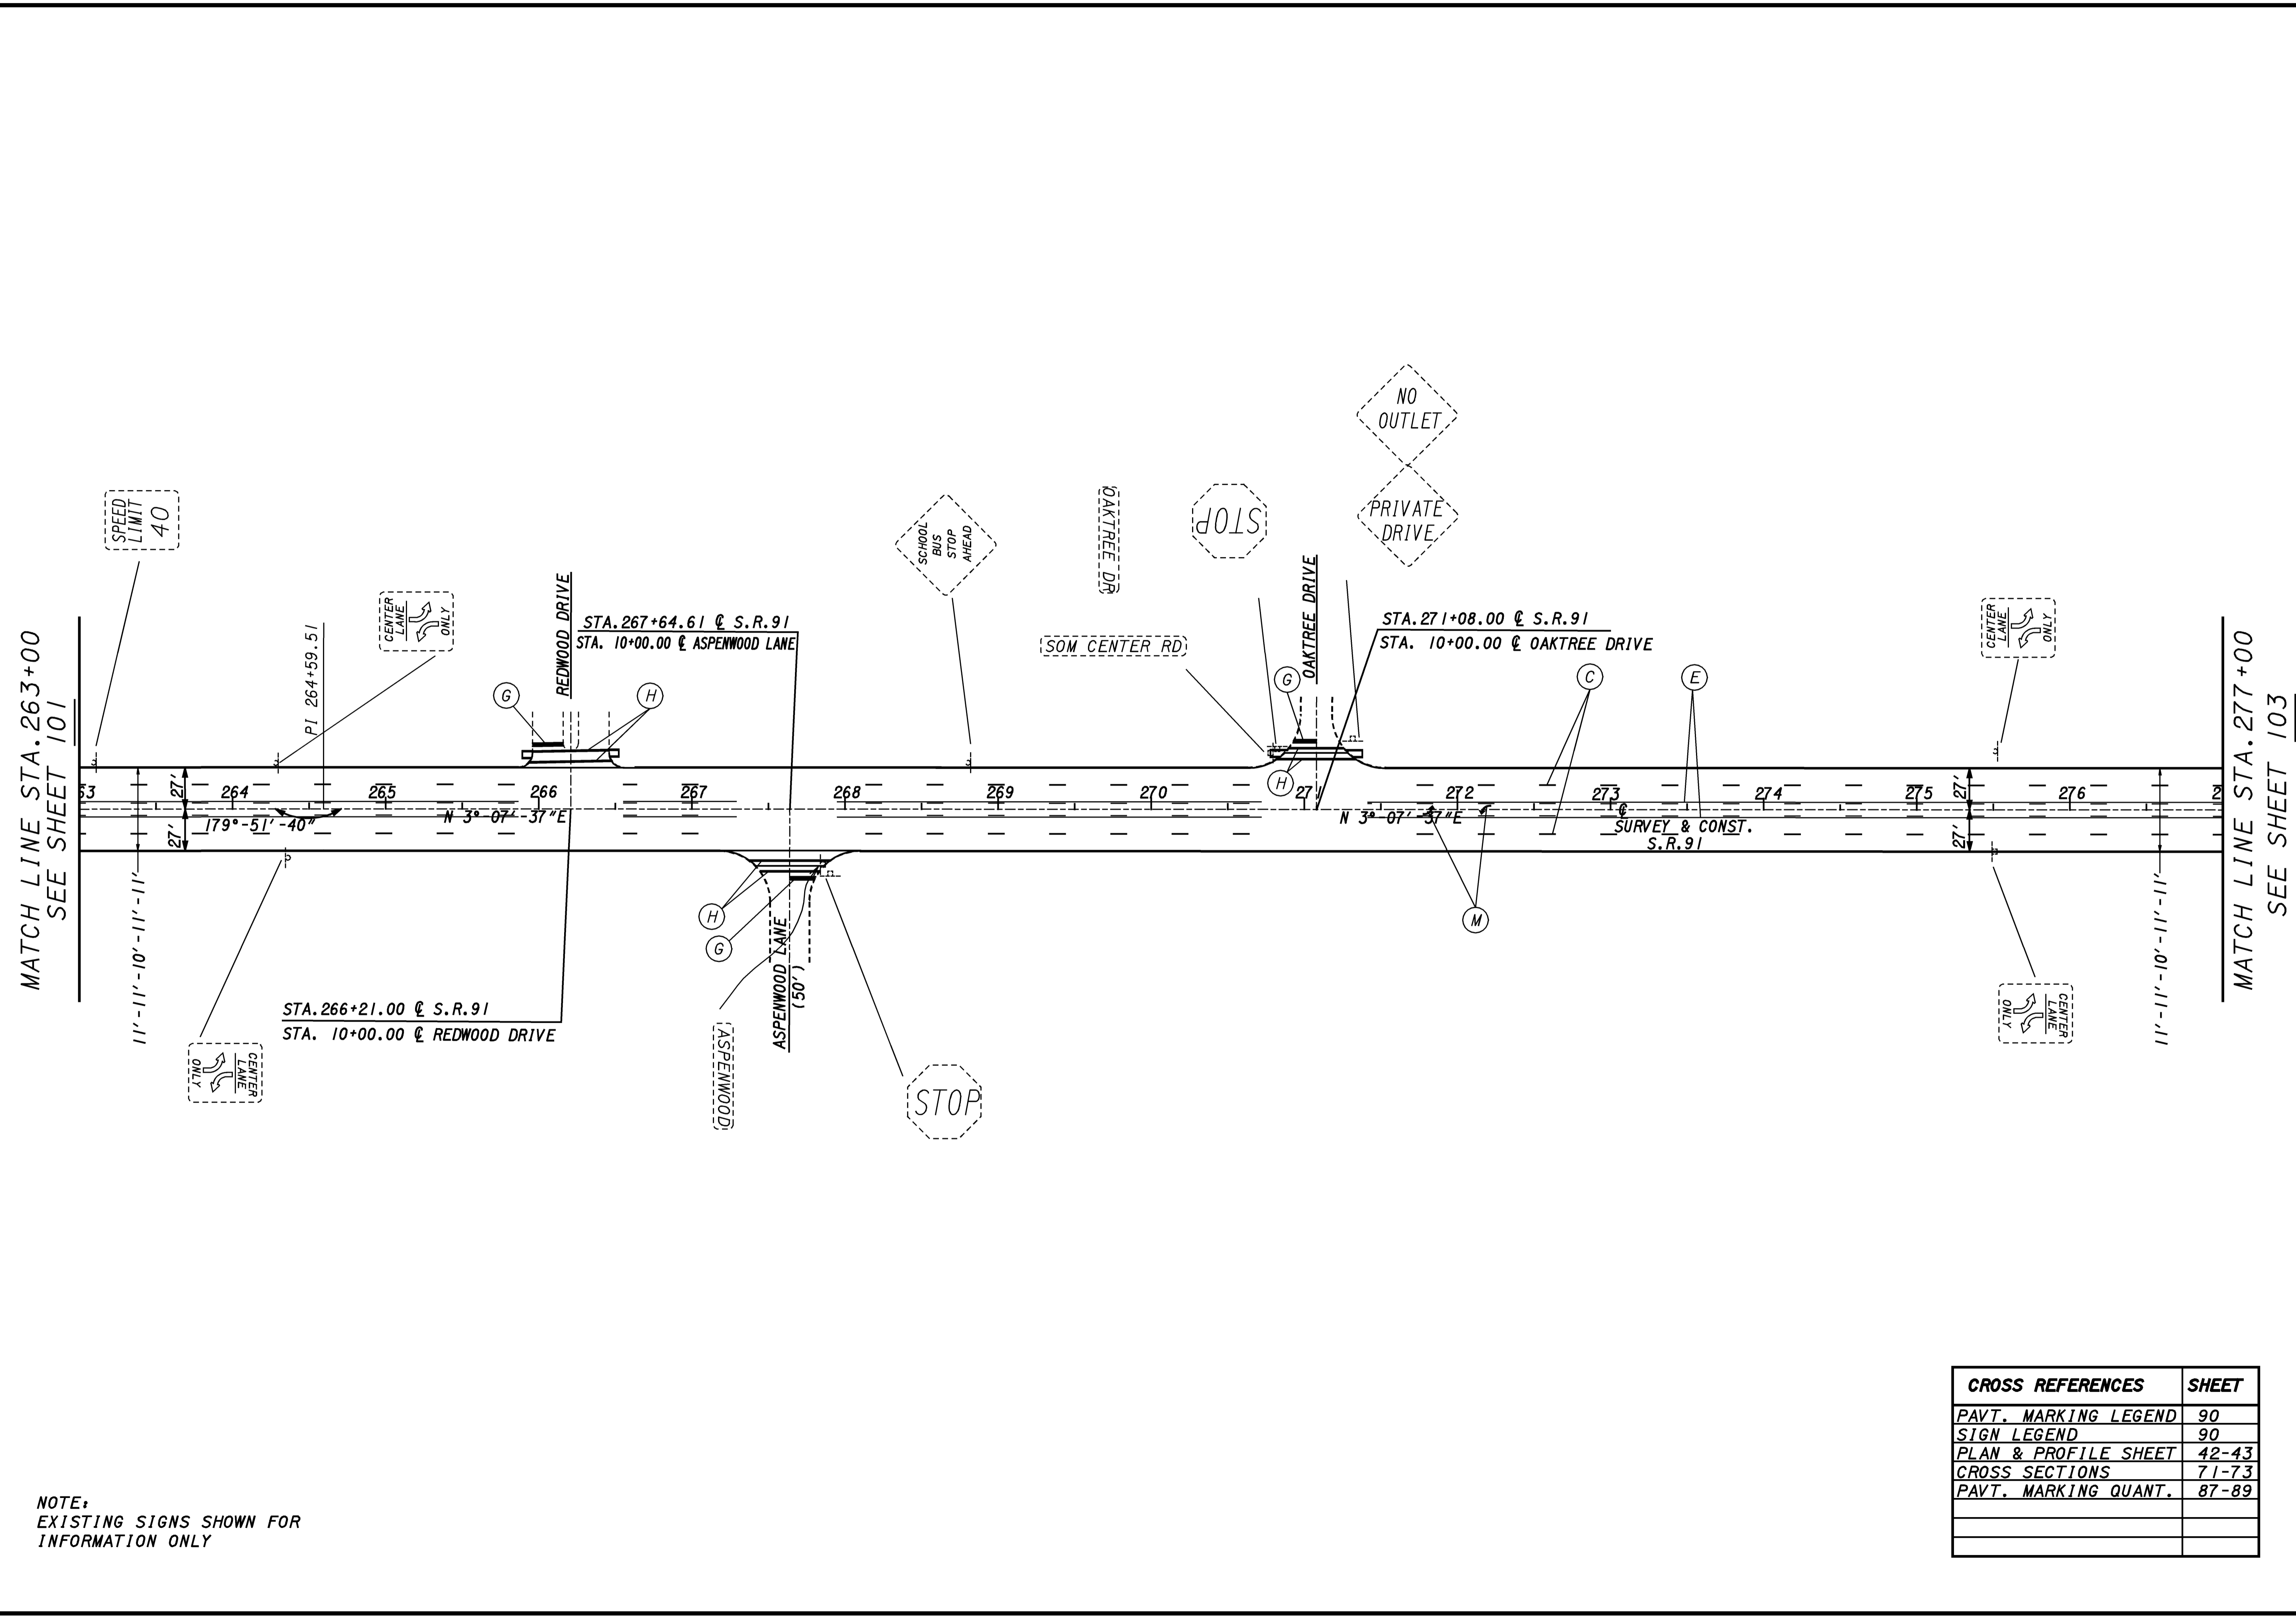 MATCH LINE STA.263+00
SEE SHEET 101
SPEED
LIMIT
40
CENTER
LANE
ONLY
PI 264+59.51
REDWOOD DRIVE
STA.267+64.61 ℄ S.R.91
STA. 10+00.00 ℄ ASPENWOOD LANE
G
H
SCHOOL
BUS
STOP
AHEAD
OAKTREE DR
STOP
NO
OUTLET
PRIVATE
DRIVE
SOM CENTER RD
OAKTREE DRIVE
G
H
STA.271+08.00 ℄ S.R.91
STA. 10+00.00 ℄ OAKTREE DRIVE
C
E
CENTER
LANE
ONLY
MATCH LINE STA.277+00
SEE SHEET 103
27'
27'
63
264
265
266
267
268
269
270
271
272
273
274
275
276
2
27'
27'
179°-51'-40"
N 3°-07'-37"E
N 3°-07'-37"E
℄
SURVEY & CONST.
S.R.91
11'-11'-10'-11'-11'
H
G
M
11'-11'-10'-11'-11'
STA.266+21.00 ℄ S.R.91
STA. 10+00.00 ℄ REDWOOD DRIVE
CENTER
LANE
ONLY
ASPENWOOD
ASPENWOOD LANE
(50')
STOP
CENTER
LANE
ONLY
CROSS REFERENCES SHEET
PAVT. MARKING LEGEND 90
SIGN LEGEND 90
PLAN & PROFILE SHEET 42-43
CROSS SECTIONS 71-73
PAVT. MARKING QUANT. 87-89
NOTE:
EXISTING SIGNS SHOWN FOR
INFORMATION ONLY